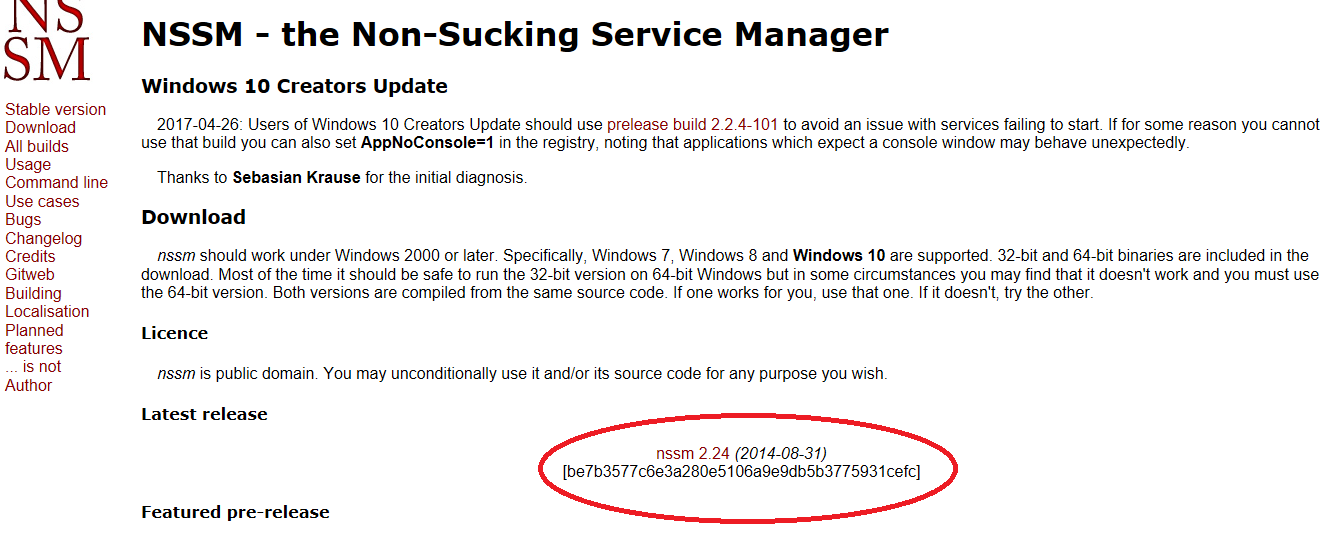 NS
SM
NSSM - the Non-Sucking Service Manager
Windows 10 Creators Update
2017-04-26: Users of Windows 10 Creators Update should use prelease build 2.2.4-101 to avoid an issue with services failing to start. If for some reason you cannot
use that build you can also set AppNoConsole=1 in the registry, noting that applications which expect a console window may behave unexpectedly.
Thanks to Sebasian Krause for the initial diagnosis.
Download
nssm should work under Windows 2000 or later. Specifically, Windows 7, Windows 8 and Windows 10 are supported. 32-bit and 64-bit binaries are included in the
download. Most of the time it should be safe to run the 32-bit version on 64-bit Windows but in some circumstances you may find that it doesn't work and you must use
the 64-bit version. Both versions are compiled from the same source code. If one works for you, use that one. If it doesn't, try the other.
Licence
nssm is public domain. You may unconditionally use it and/or its source code for any purpose you wish.
Latest release
nssm 2.24 (2014-08-31)
[be7b3577c6e3a280e5106a9e9db5b3775931cefc]
Featured pre-release
Stable version
Download
All builds
Usage
Command line
Use cases
Bugs
Changelog
Credits
Gitweb
Building
Localisation
Planned
features
... is not
Author